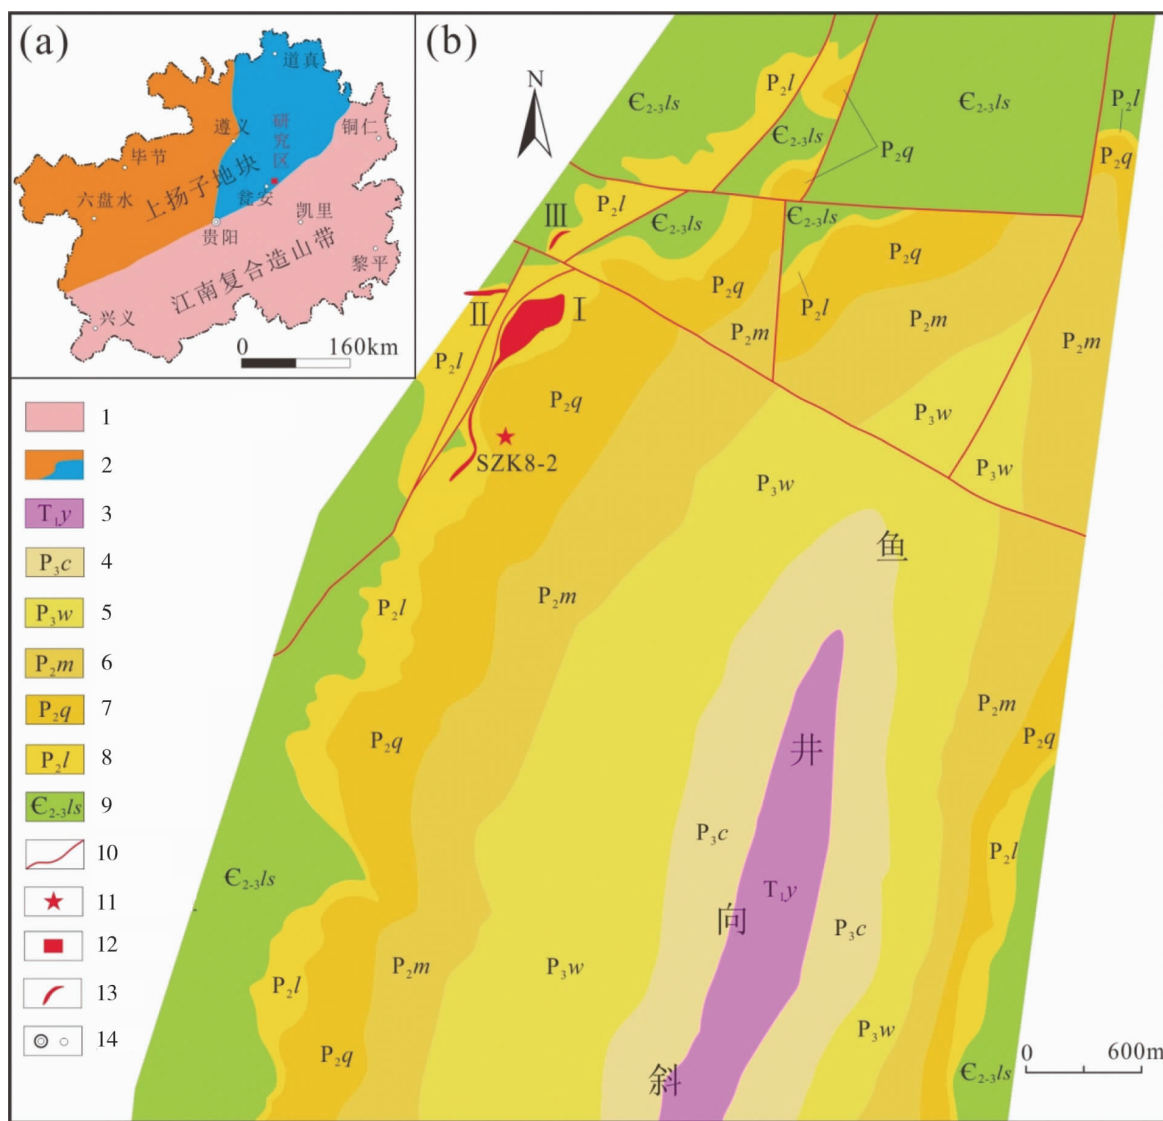 (a)
道真
铜仁
遵义
研究区
毕节
上扬子地块
六盘水
瓮安
凯里
贵阳
江南复合造山带
黎平
兴义
0 160km
(b)
N
P₂l
Є₂₋₃ls
Є₂₋₃ls
P₂l
Є₂₋₃ls
P₂q
P₂q
III
P₂l
Є₂₋₃ls
Є₂₋₃ls
P₂q
P₂q
II
I
P₂l
P₂m
P₂m
P₂m
P₂l
P₂q
P₃w
SZK8-2
P₃w
P₃w
鱼
P₂m
P₂l
P₂m
P₂q
P₂q
井
P₃c
P₂l
Є₂₋₃ls
T₁y
向
P₃c
P₂m
P₃w
P₂l
P₃w
P₂q
斜
Є₂₋₃ls
0 600m
1
2
T₁y 3
P₃c 4
P₃w 5
P₂m 6
P₂q 7
P₂l 8
Є₂₋₃ls 9
10
11
12
13
14